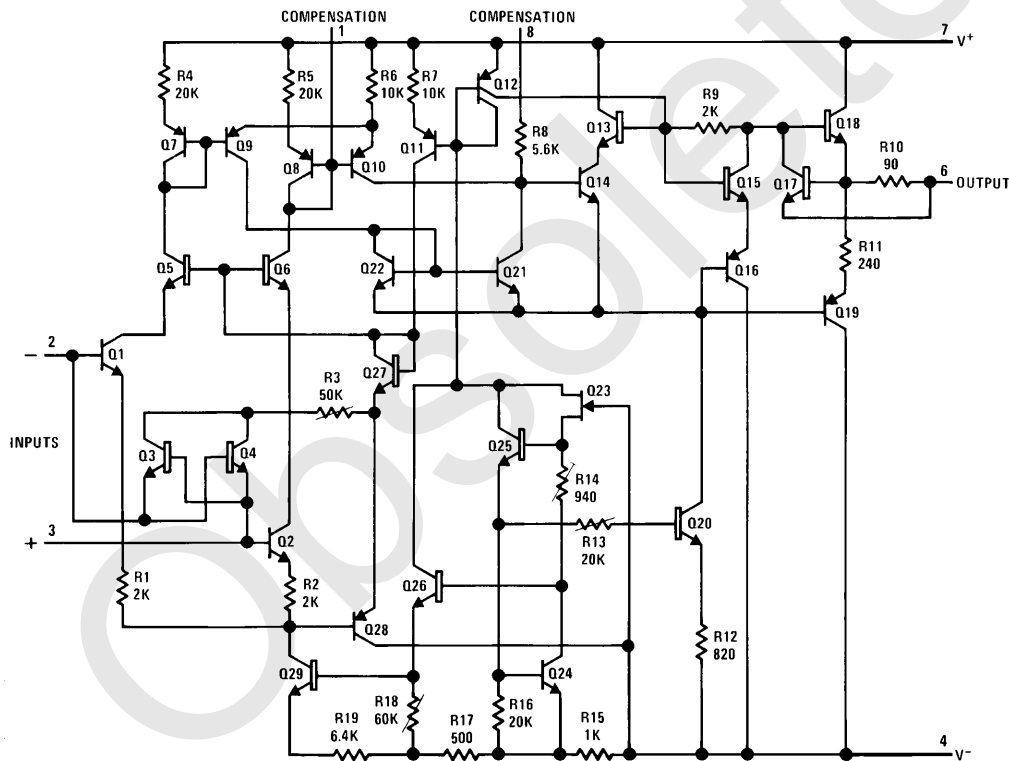 COMPENSATION COMPENSATION
1 8 7 V+
R4 20K
R5 20K
R6 10K
R7 10K
Q12
R8 5.6K
Q13
R9 2K
Q18
Q7
Q9
Q8
Q10
Q11
Q14
Q15
Q17
R10 90
6 OUTPUT
Q5
Q6
Q22
Q21
Q16
R11 240
Q19
2
−
Q1
Q27
R3 50K
Q23
INPUTS
Q3
Q4
Q25
R14 940
3
+
Q2
R13 20K
Q20
R1 2K
R2 2K
Q26
Q28
R12 820
Q29
Q24
R18 60K
R16 20K
R19 6.4K
R17 500
R15 1K
4 V−
Obsolete